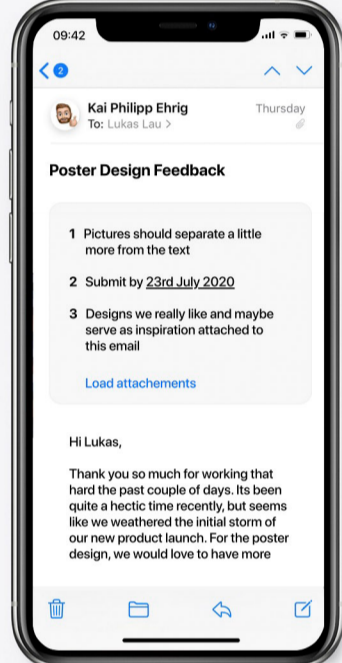 09:42
2
Kai Philipp Ehrig
Thursday
To: Lukas Lau >
Poster Design Feedback
1 Pictures should separate a little
more from the text
2 Submit by 23rd July 2020
3 Designs we really like and maybe
serve as inspiration attached to
this email
Load attachements
Hi Lukas,
Thank you so much for working that
hard the past couple of days. Its been
quite a hectic time recently, but seems
like we weathered the initial storm of
our new product launch. For the poster
design, we would love to have more